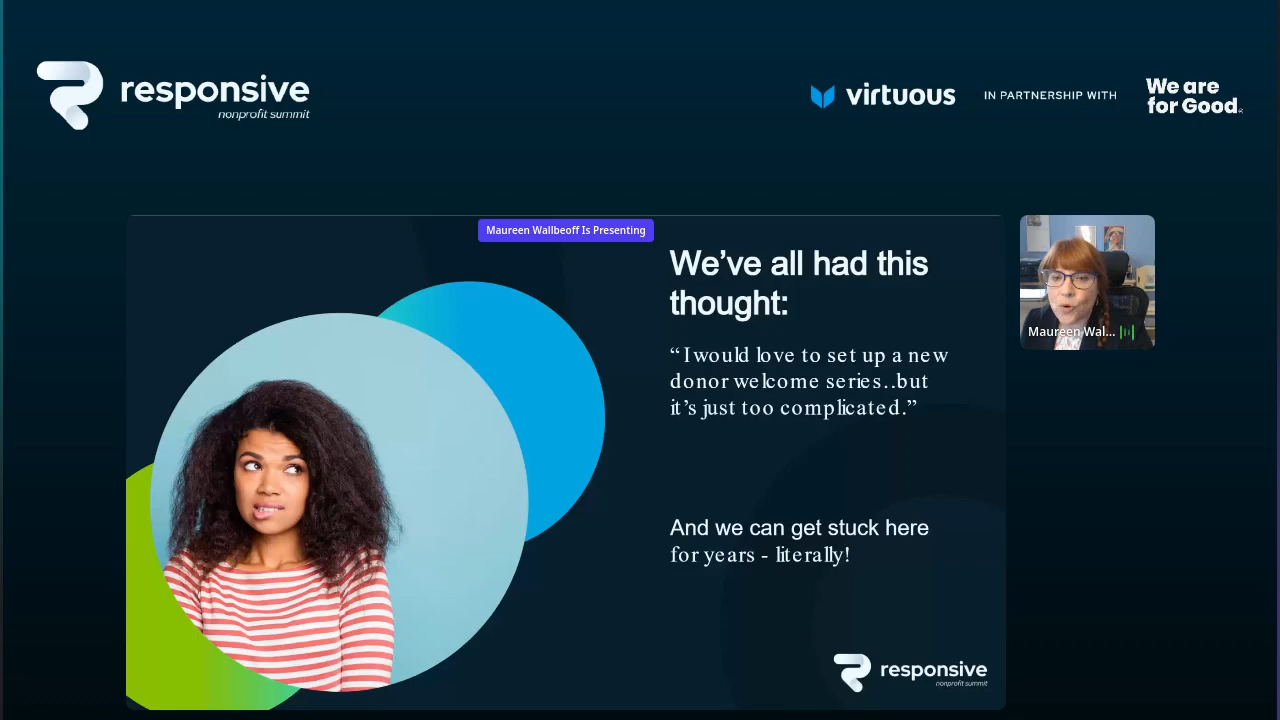 responsive
nonprofit summit
virtuous
IN PARTNERSHIP WITH
We are
for Good.
Maureen Wallbeoff Is Presenting
We’ve all had this
thought:
“I would love to set up a new
donor welcome series..but
it’s just too complicated.”
And we can get stuck here
for years - literally!
Maureen Wal...
responsive
nonprofit summit